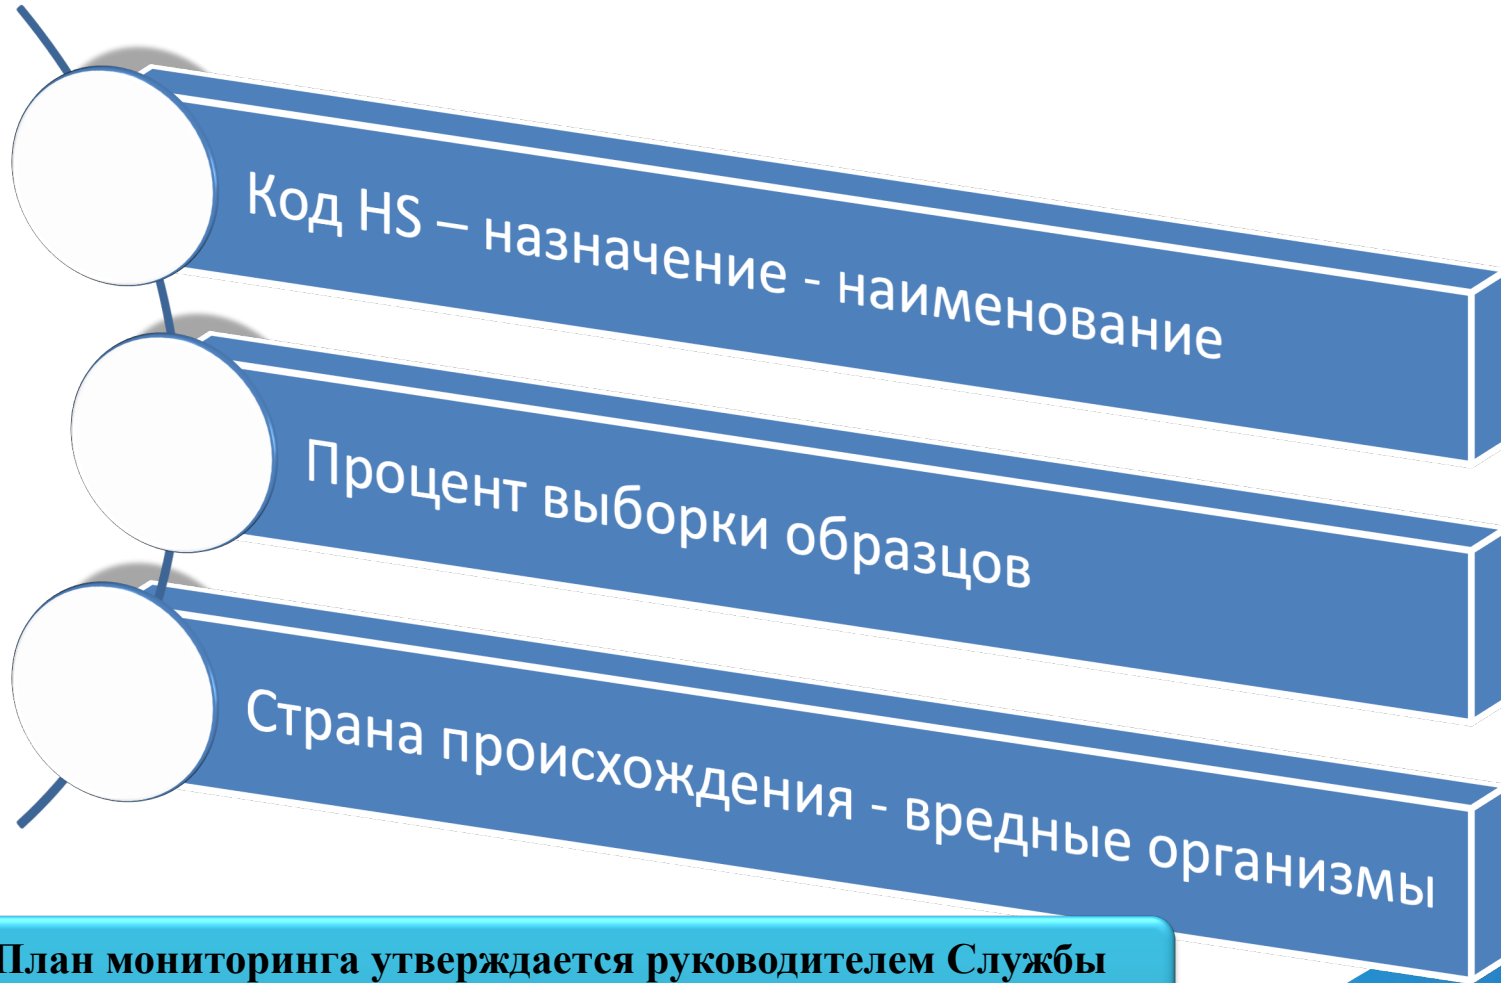 Код HS – назначение - наименование
Процент выборки образцов
Страна происхождения - вредные организмы
План мониторинга утверждается руководителем Службы